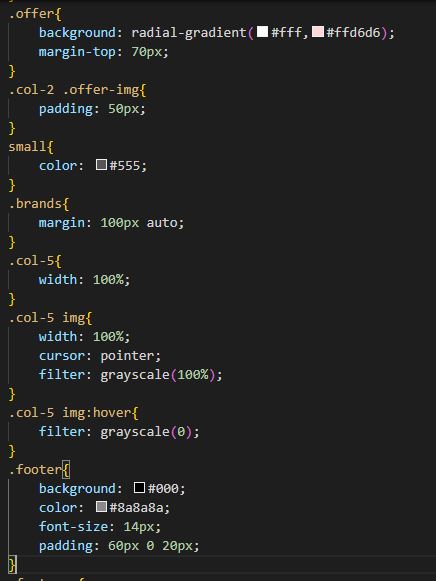 .offer{
    background: radial-gradient(#fff,#ffd6d6);
    margin-top: 70px;
}
.col-2 .offer-img{
    padding: 50px;
}
small{
    color: #555;
}
.brands{
    margin: 100px auto;
}
.col-5{
    width: 100%;
}
.col-5 img{
    width: 100%;
    cursor: pointer;
    filter: grayscale(100%);
}
.col-5 img:hover{
    filter: grayscale(0);
}
.footer{
    background: #000;
    color: #8a8a8a;
    font-size: 14px;
    padding: 60px 0 20px;
}